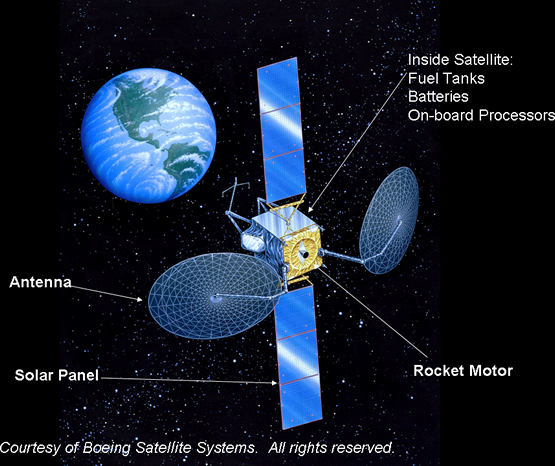 Inside Satellite:
Fuel Tanks
Batteries
On-board Processors
Antenna
Solar Panel
Rocket Motor
Courtesy of Boeing Satellite Systems. All rights reserved.